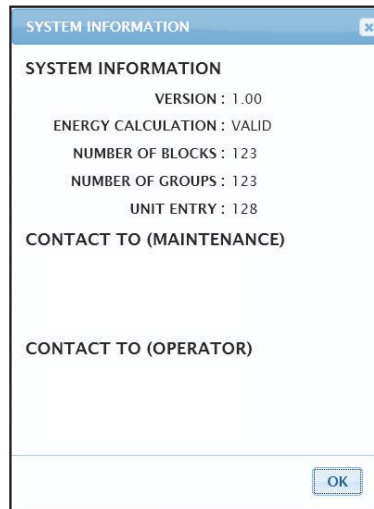 SYSTEM INFORMATION
SYSTEM INFORMATION
VERSION : 1.00
ENERGY CALCULATION : VALID
NUMBER OF BLOCKS : 123
NUMBER OF GROUPS : 123
UNIT ENTRY : 128
CONTACT TO (MAINTENANCE)
CONTACT TO (OPERATOR)
OK